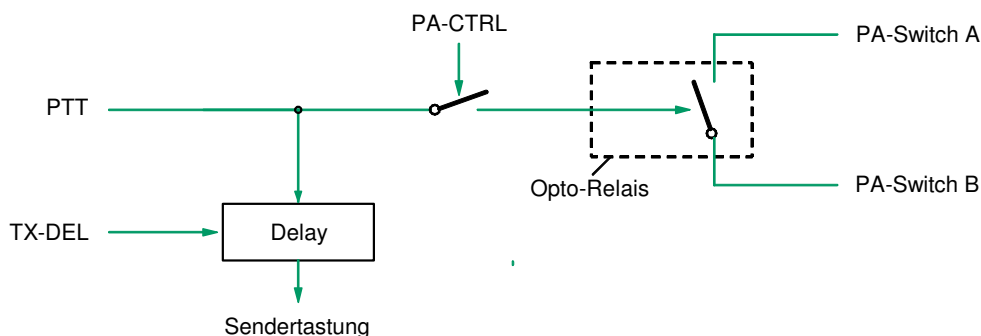 PA-CTRL
PA-Switch A
PTT
Opto-Relais
PA-Switch B
TX-DEL
Delay
Sendertastung